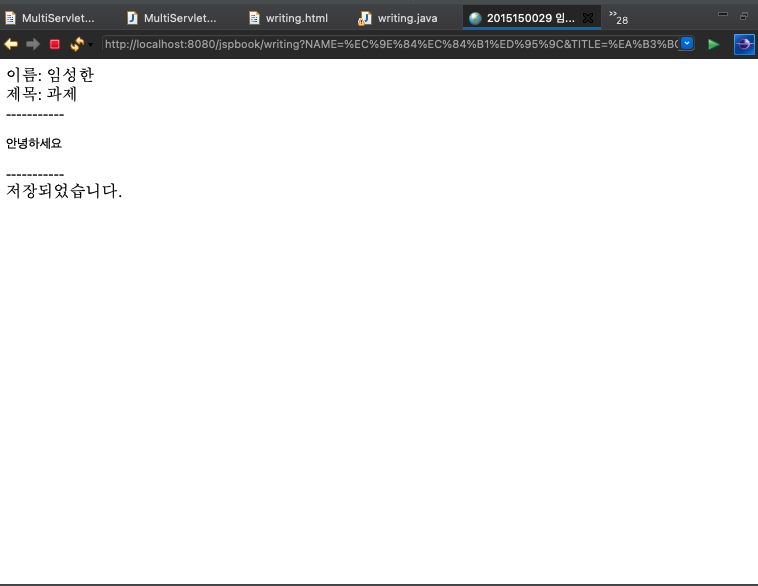 MultiServlet...
MultiServlet...
writing.html
writing.java
2015150029 임...
28
http://localhost:8080/jspbook/writing?NAME=%EC%9E%84%EC%84%B1%ED%95%9C&TITLE=%EA%B3%BC
이름: 임성한
제목: 과제
-----------
안녕하세요
-----------
저장되었습니다.